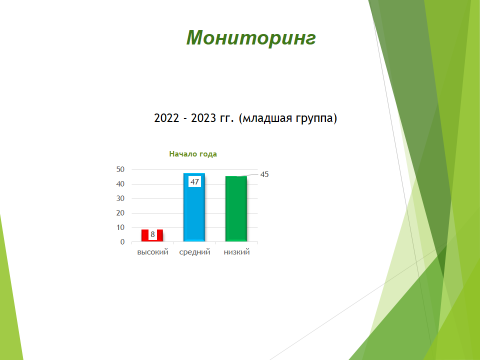 Мониторинг
2022 - 2023 гг. (младшая группа)
Начало года
50
40
30
20
10
0
8
47
45
высокий
средний
низкий